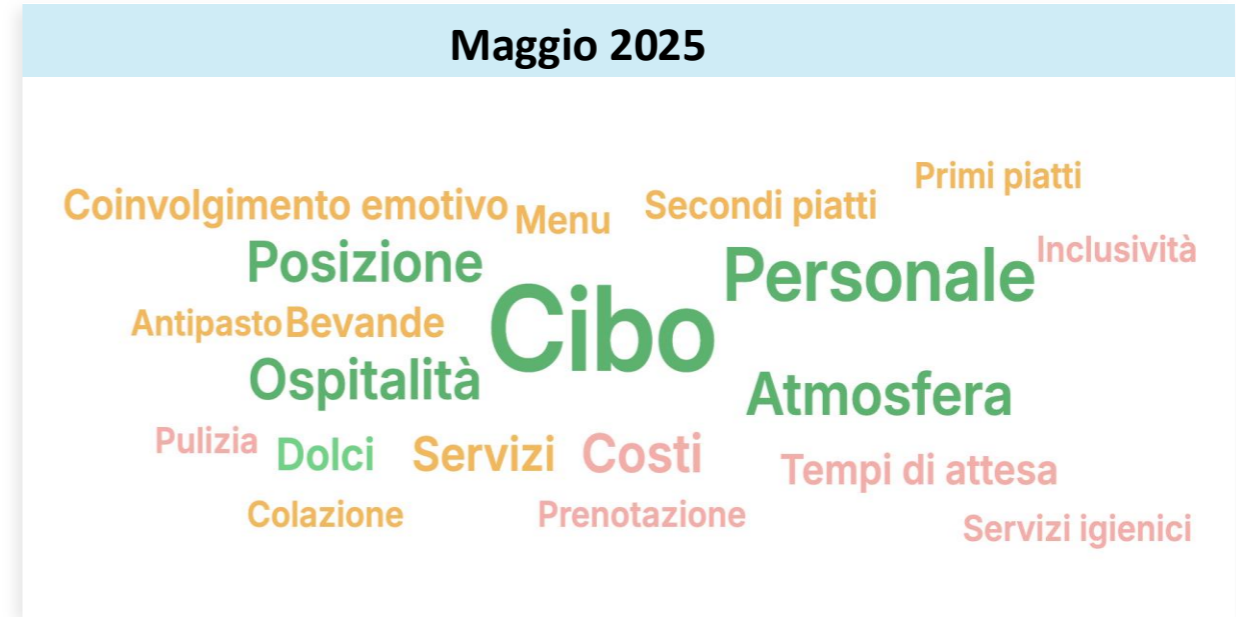 Maggio 2025
Primi piatti
Coinvolgimento emotivo
Menu
Secondi piatti
Posizione
Personale
Inclusività
Antipasto
Bevande
Cibo
Ospitalità
Atmosfera
Pulizia
Dolci
Servizi
Costi
Tempi di attesa
Colazione
Prenotazione
Servizi igienici